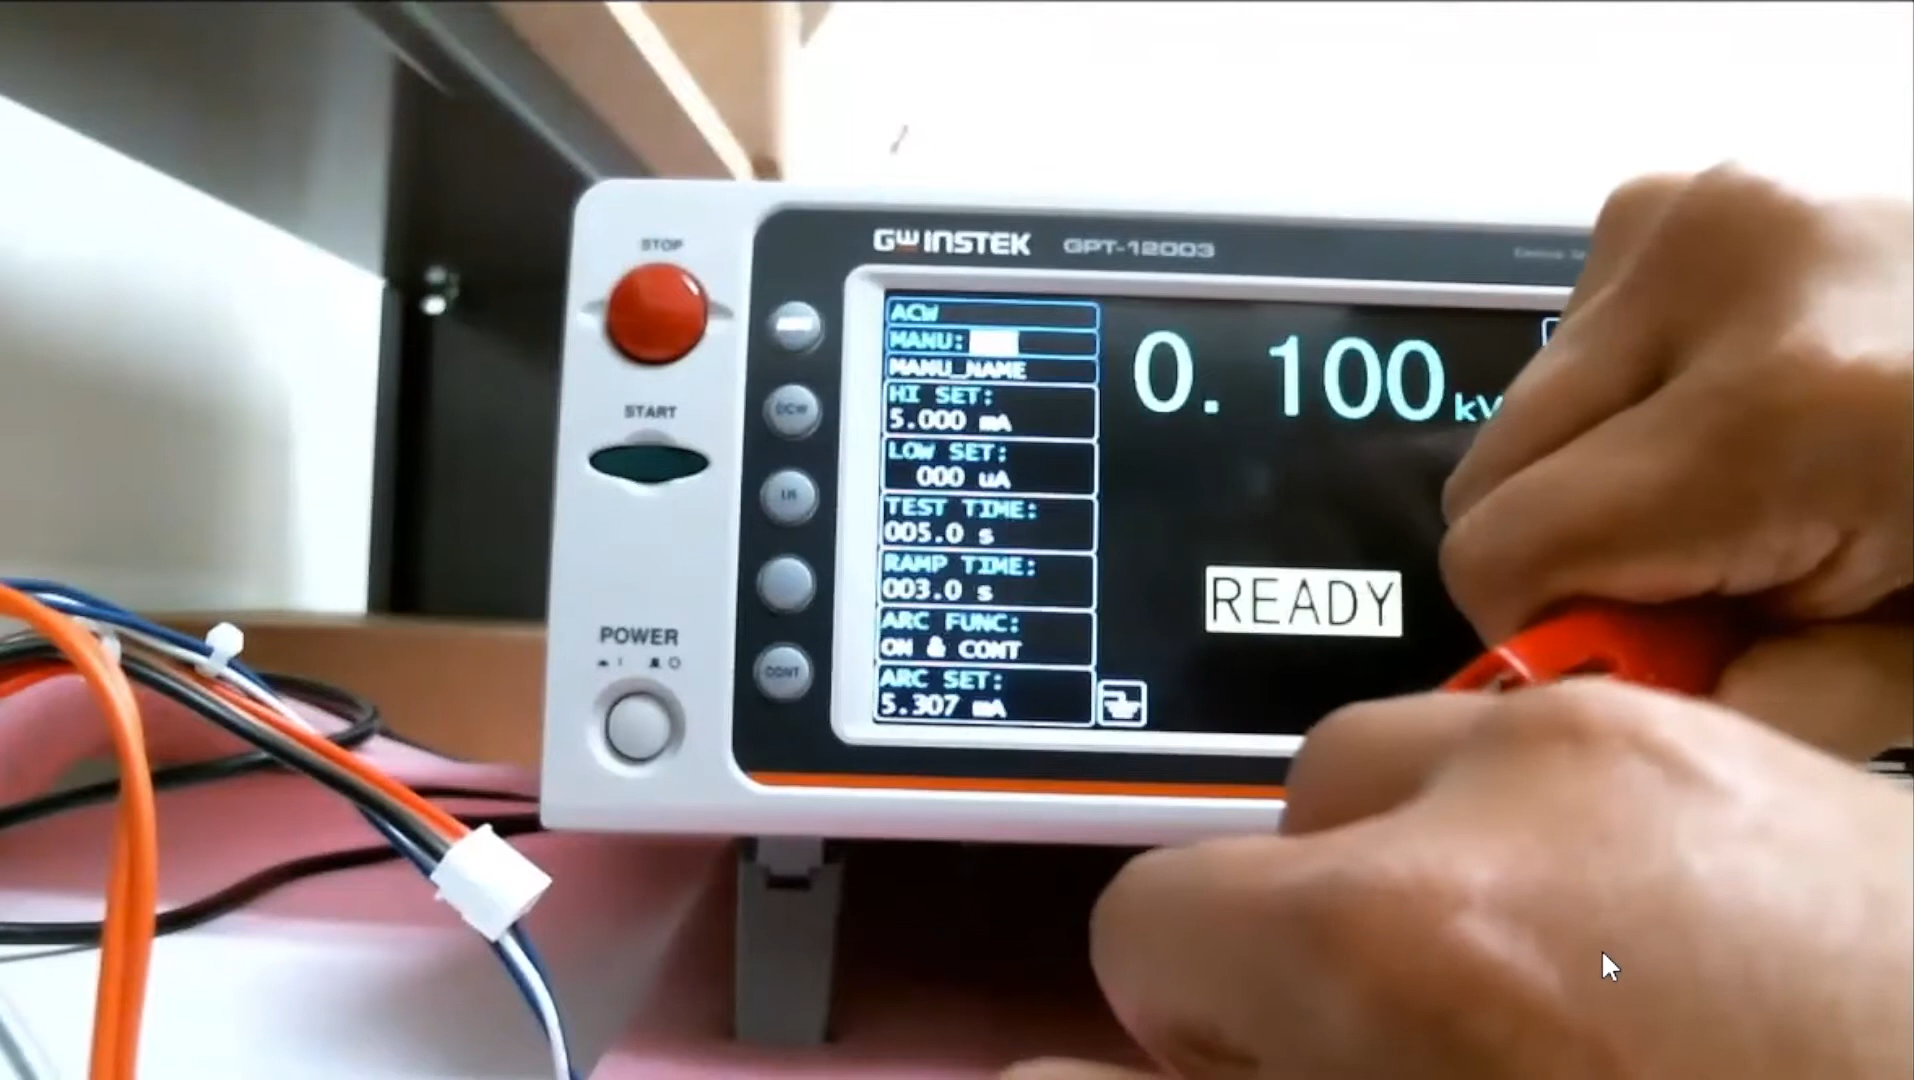 STOP
GW INSTEK GPT-12003
START
DCW
IR
CONT
POWER
ACW
MANU:
MANU_NAME
HI SET:
5.000 mA
LOW SET:
000 uA
TEST TIME:
005.0 s
RAMP TIME:
003.0 s
ARC FUNC:
ON & CONT
ARC SET:
5.307 mA
0.100 kV
READY